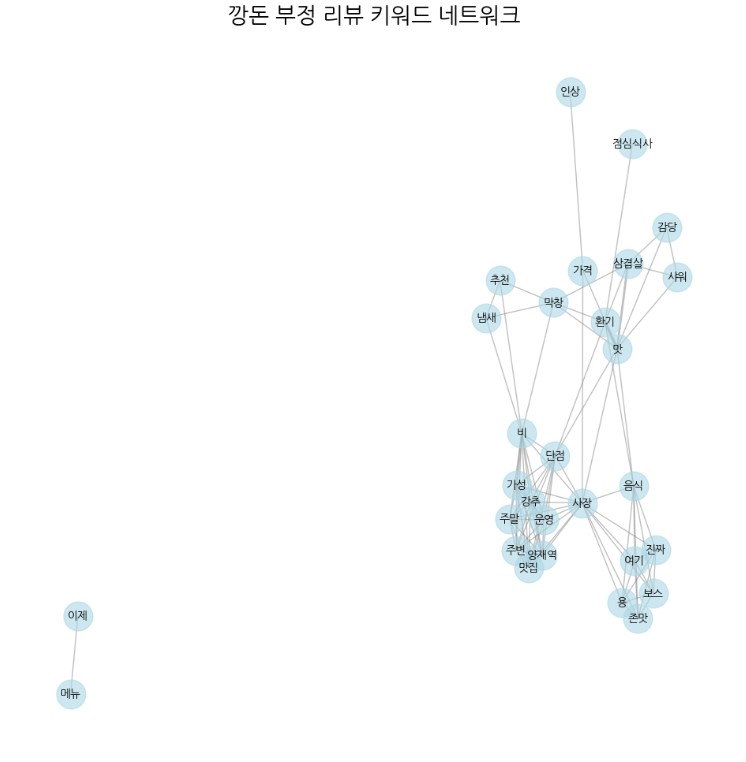 깡돈 부정 리뷰 키워드 네트워크
인상
점심식사
감당
삼겹살
가격
샤워
추천
막창
냄새
환기
맛
비
단점
가성
음식
강추
사장
주말
운영
주변
양재역
진짜
맛집
여기
보스
용
존맛
이제
메뉴